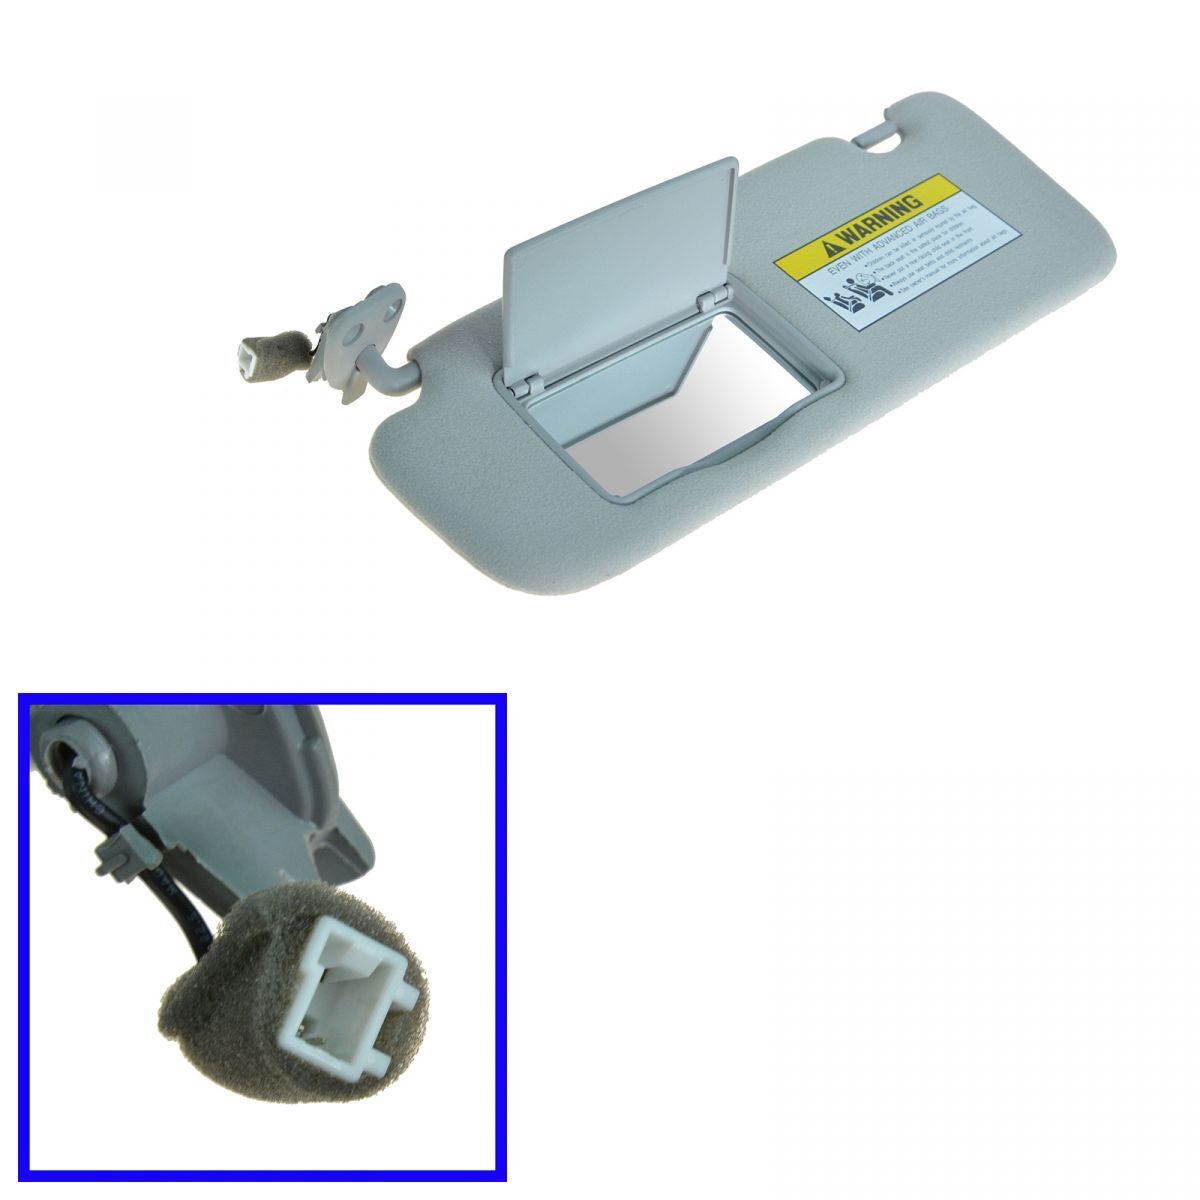 WARNING
EVEN WITH ADVANCED AIR BAGS
• Children can be killed or seriously injured by the air bag
• The back seat is the safest place for children
• Never put a rear-facing child seat in the front
• Always use seat belts and child restraints
• See owner's manual for more information about air bags
CHINA